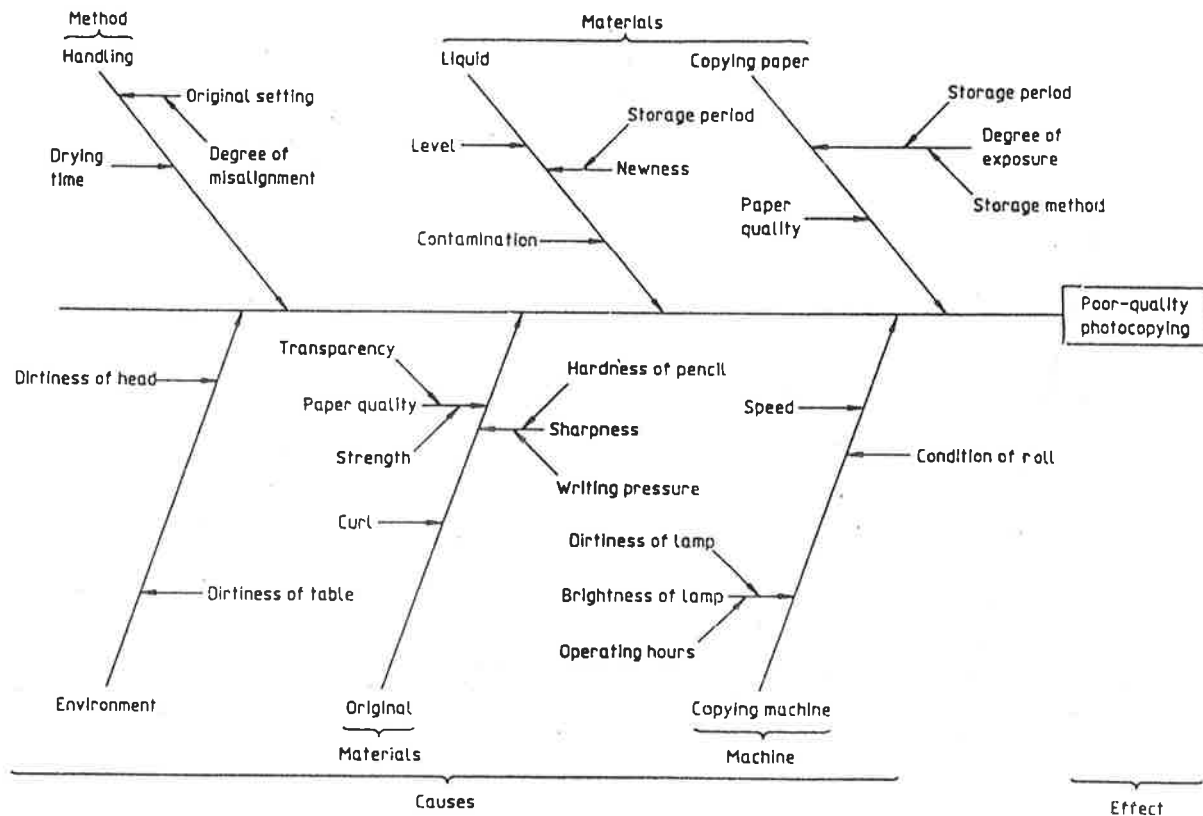 Method
Handling
Original setting
Degree of
misalignment
Drying
time
Materials
Liquid
Copying paper
Storage period
Level
Newness
Contamination
Storage period
Degree of
exposure
Storage method
Paper
quality
Poor-quality
photocopying
Dirtiness of head
Dirtiness of table
Environment
Transparency
Paper quality
Strength
Hardness of pencil
Sharpness
Writing pressure
Curl
Original
Materials
Speed
Condition of roll
Dirtiness of lamp
Brightness of lamp
Operating hours
Copying machine
Machine
Causes
Effect